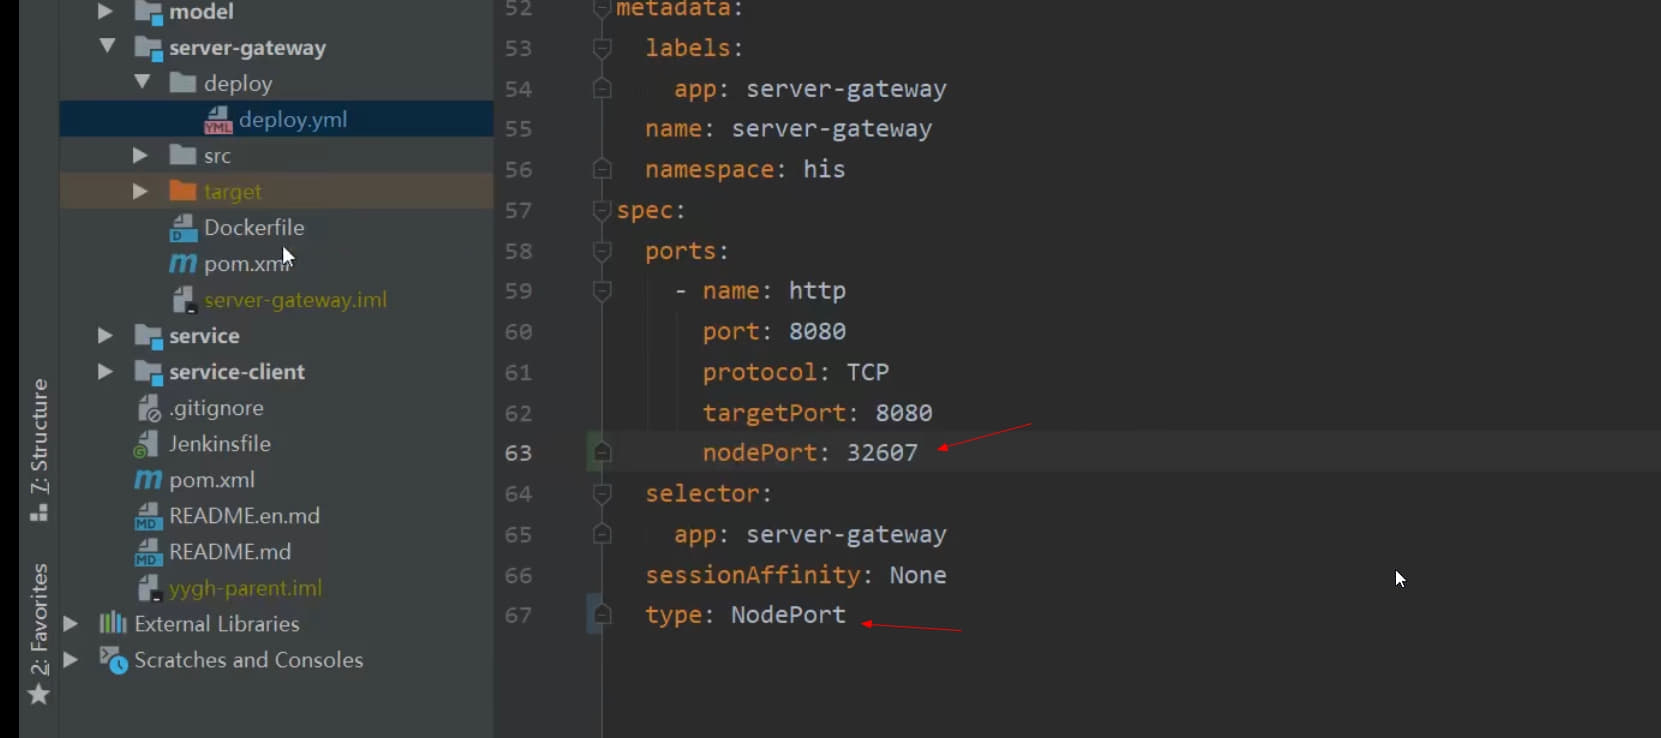 model
server-gateway
deploy
deploy.yml
src
target
Dockerfile
pom.xml
server-gateway.iml
service
service-client
.gitignore
Jenkinsfile
pom.xml
README.en.md
README.md
yygh-parent.iml
External Libraries
Scratches and Consoles
7: Structure
2: Favorites
52 metadata:
53 labels:
54 app: server-gateway
55 name: server-gateway
56 namespace: his
57 spec:
58 ports:
59 - name: http
60 port: 8080
61 protocol: TCP
62 targetPort: 8080
63 nodePort: 32607
64 selector:
65 app: server-gateway
66 sessionAffinity: None
67 type: NodePort